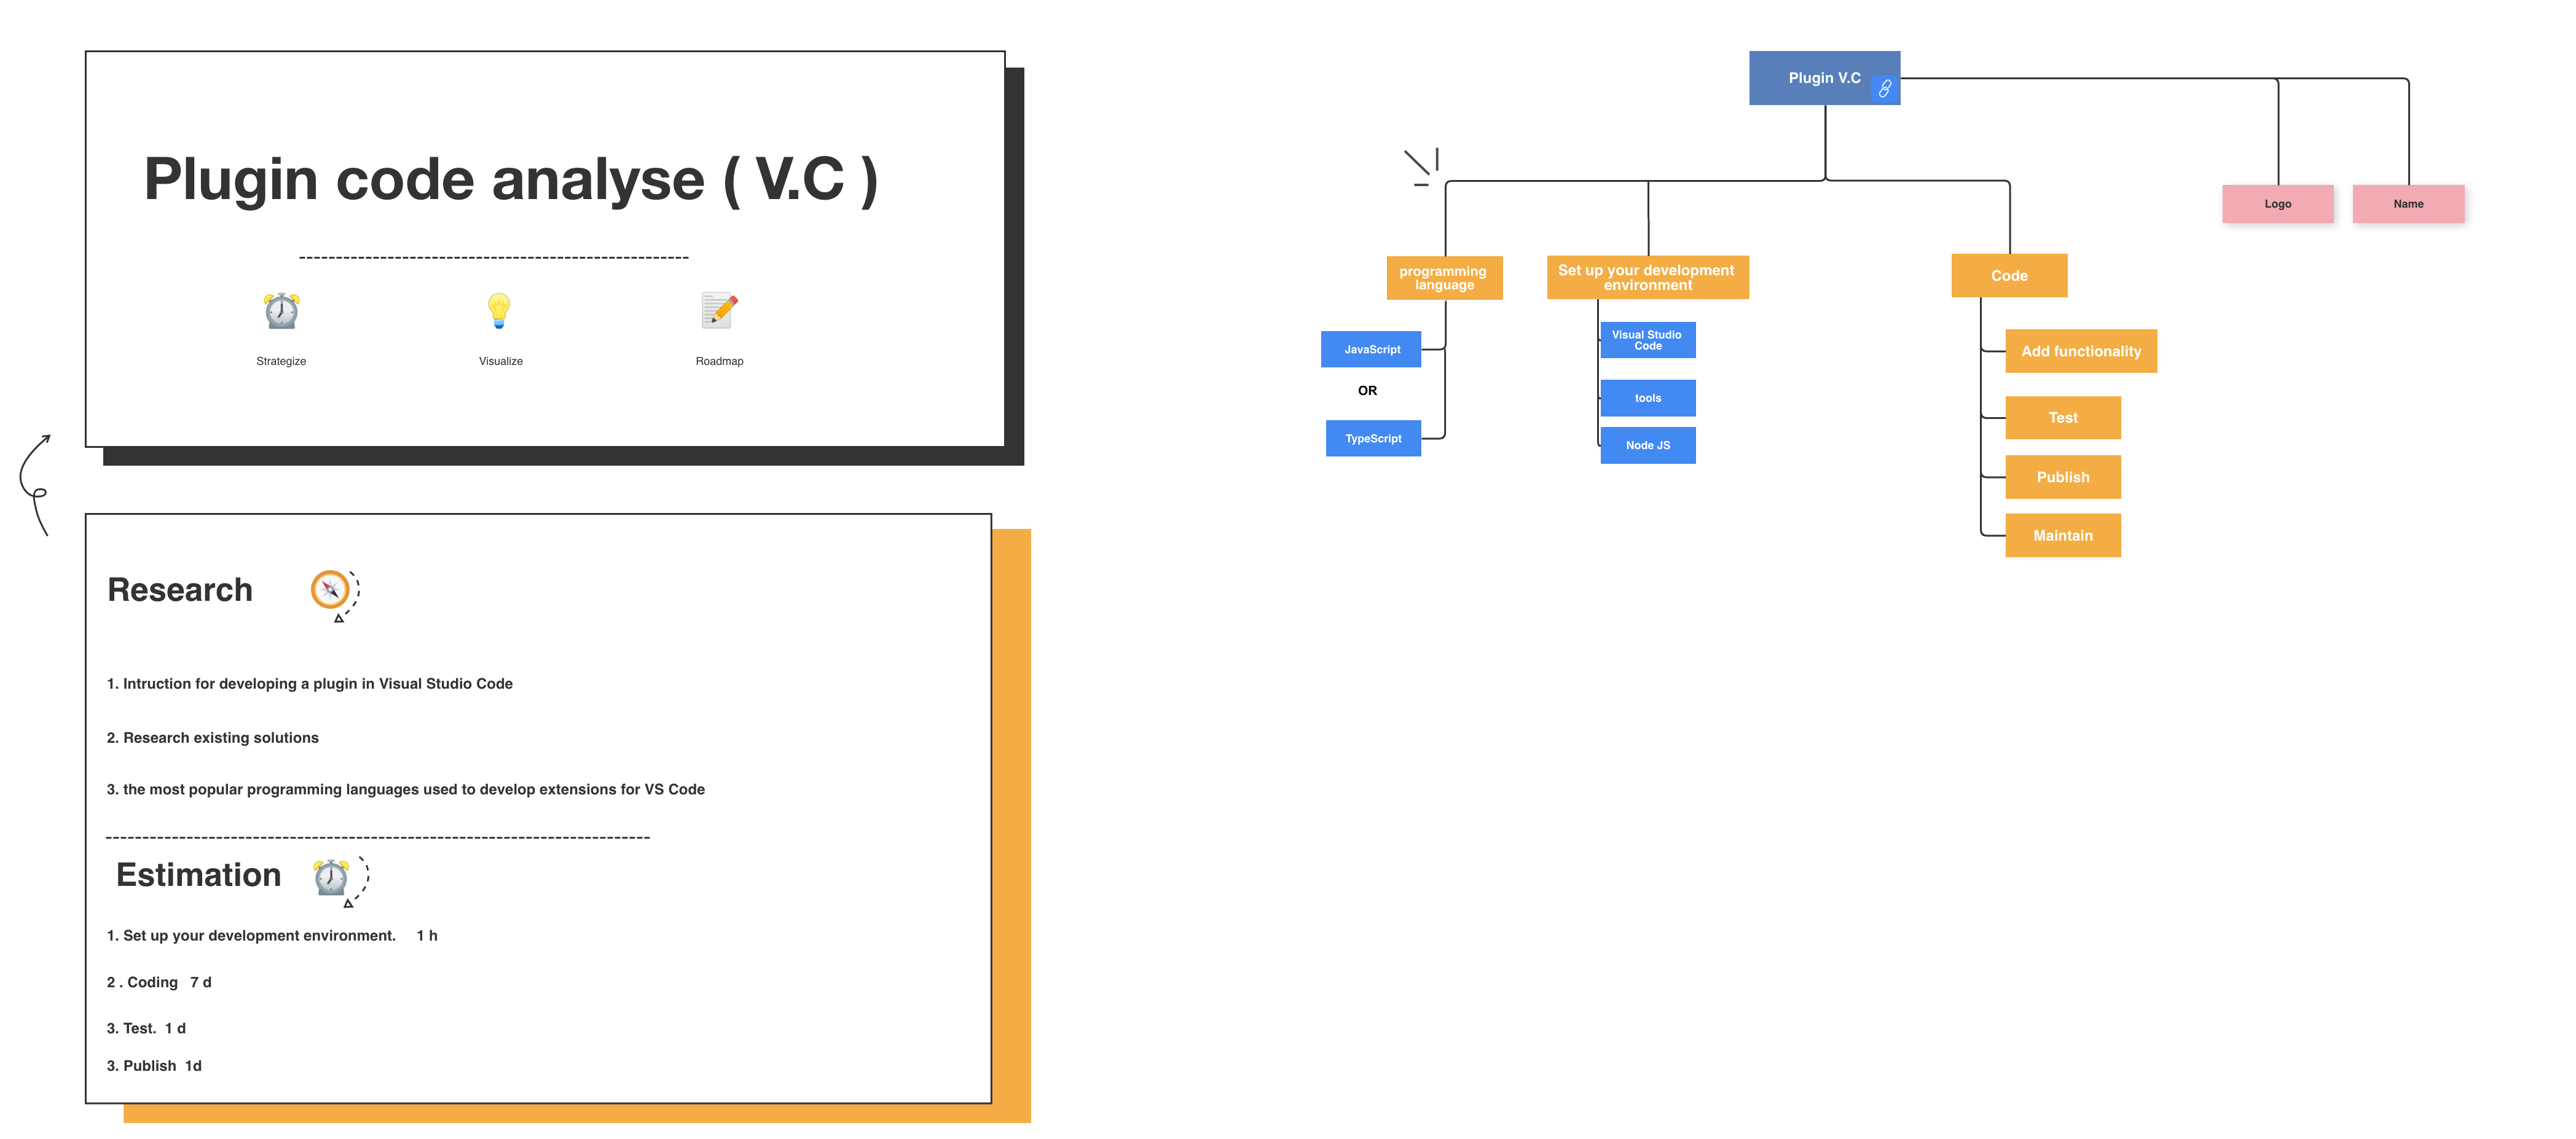 Plugin code analyse ( V.C )
Strategize
Visualize
Roadmap
Research
1. Intruction for developing a plugin in Visual Studio Code
2. Research existing solutions
3. the most popular programming languages used to develop extensions for VS Code
Estimation
1. Set up your development environment. 1 h
2 . Coding 7 d
3. Test. 1 d
3. Publish 1d
Plugin V.C
Logo
Name
programming
language
JavaScript
OR
TypeScript
Set up your development
environment
Visual Studio
Code
tools
Node JS
Code
Add functionality
Test
Publish
Maintain